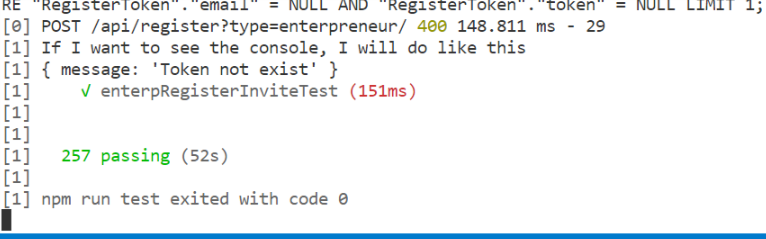 RE "RegisterToken"."email" = NULL AND "RegisterToken"."token" = NULL LIMIT 1;
[0] POST /api/register?type=enterpreneur/ 400 148.811 ms - 29
[1] If I want to see the console, I will do like this
[1] { message: 'Token not exist' }
[1]     √ enterpRegisterInviteTest (151ms)
[1]
[1]
[1]   257 passing (52s)
[1]
[1] npm run test exited with code 0